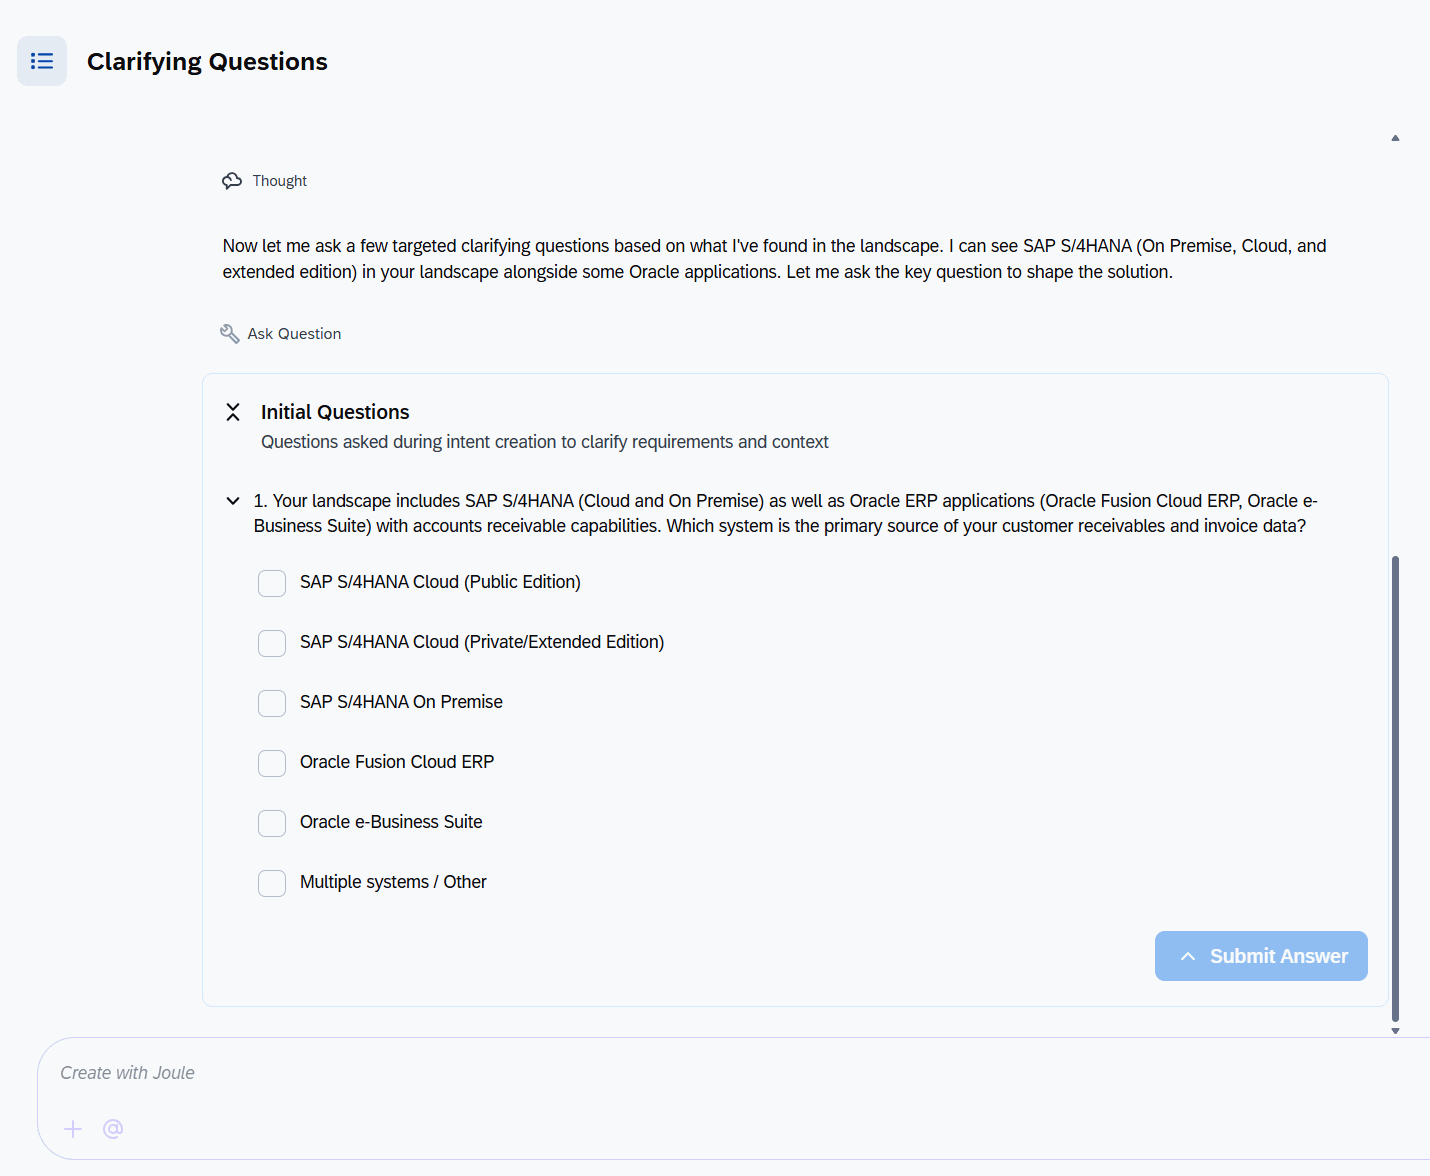 Clarifying Questions
Thought
Now let me ask a few targeted clarifying questions based on what I've found in the landscape. I can see SAP S/4HANA (On Premise, Cloud, and
extended edition) in your landscape alongside some Oracle applications. Let me ask the key question to shape the solution.
Ask Question
Initial Questions
Questions asked during intent creation to clarify requirements and context
1. Your landscape includes SAP S/4HANA (Cloud and On Premise) as well as Oracle ERP applications (Oracle Fusion Cloud ERP, Oracle e-
Business Suite) with accounts receivable capabilities. Which system is the primary source of your customer receivables and invoice data?
SAP S/4HANA Cloud (Public Edition)
SAP S/4HANA Cloud (Private/Extended Edition)
SAP S/4HANA On Premise
Oracle Fusion Cloud ERP
Oracle e-Business Suite
Multiple systems / Other
Submit Answer
Create with Joule